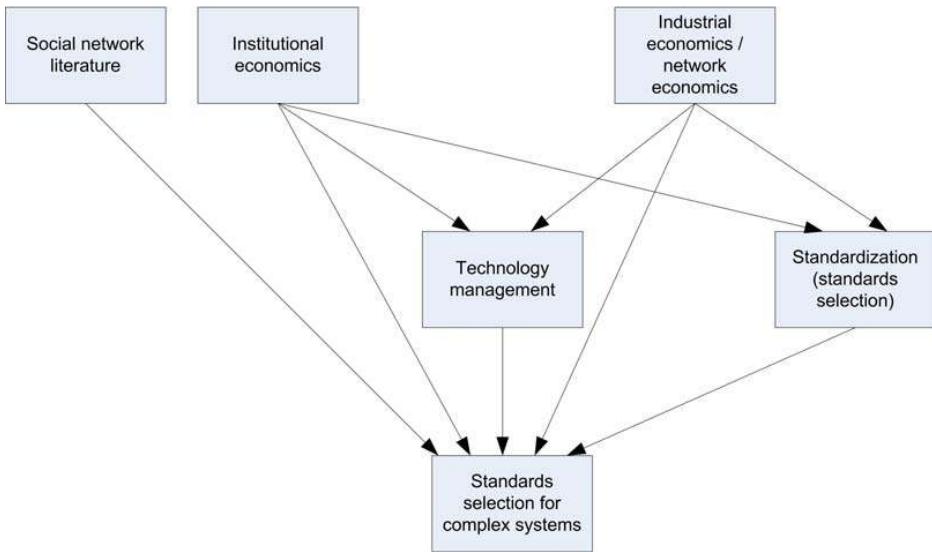 Social network
literature
Institutional
economics
Industrial
economics /
network
economics
Technology
management
Standardization
(standards
selection)
Standards
selection for
complex systems